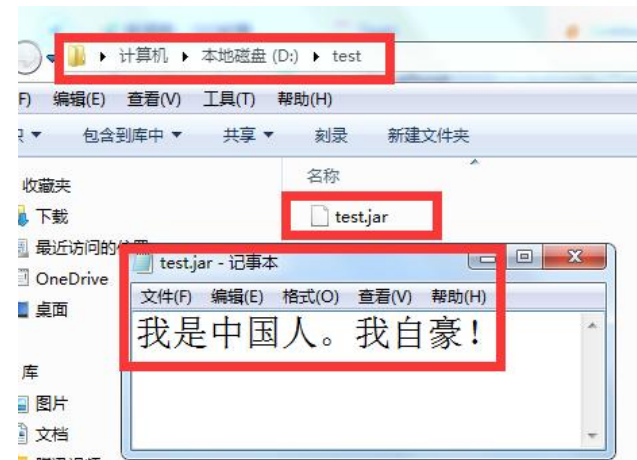 计算机 ▸ 本地磁盘 (D:) ▸ test
F) 编辑(E) 查看(V) 工具(T) 帮助(H)
包含到库中 共享 刻录 新建文件夹
名称
收藏夹
test.jar
下载
最近访问的位置
test.jar - 记事本
OneDrive
文件(F) 编辑(E) 格式(O) 查看(V) 帮助(H)
桌面
我是中国人。我自豪！
库
图片
文档